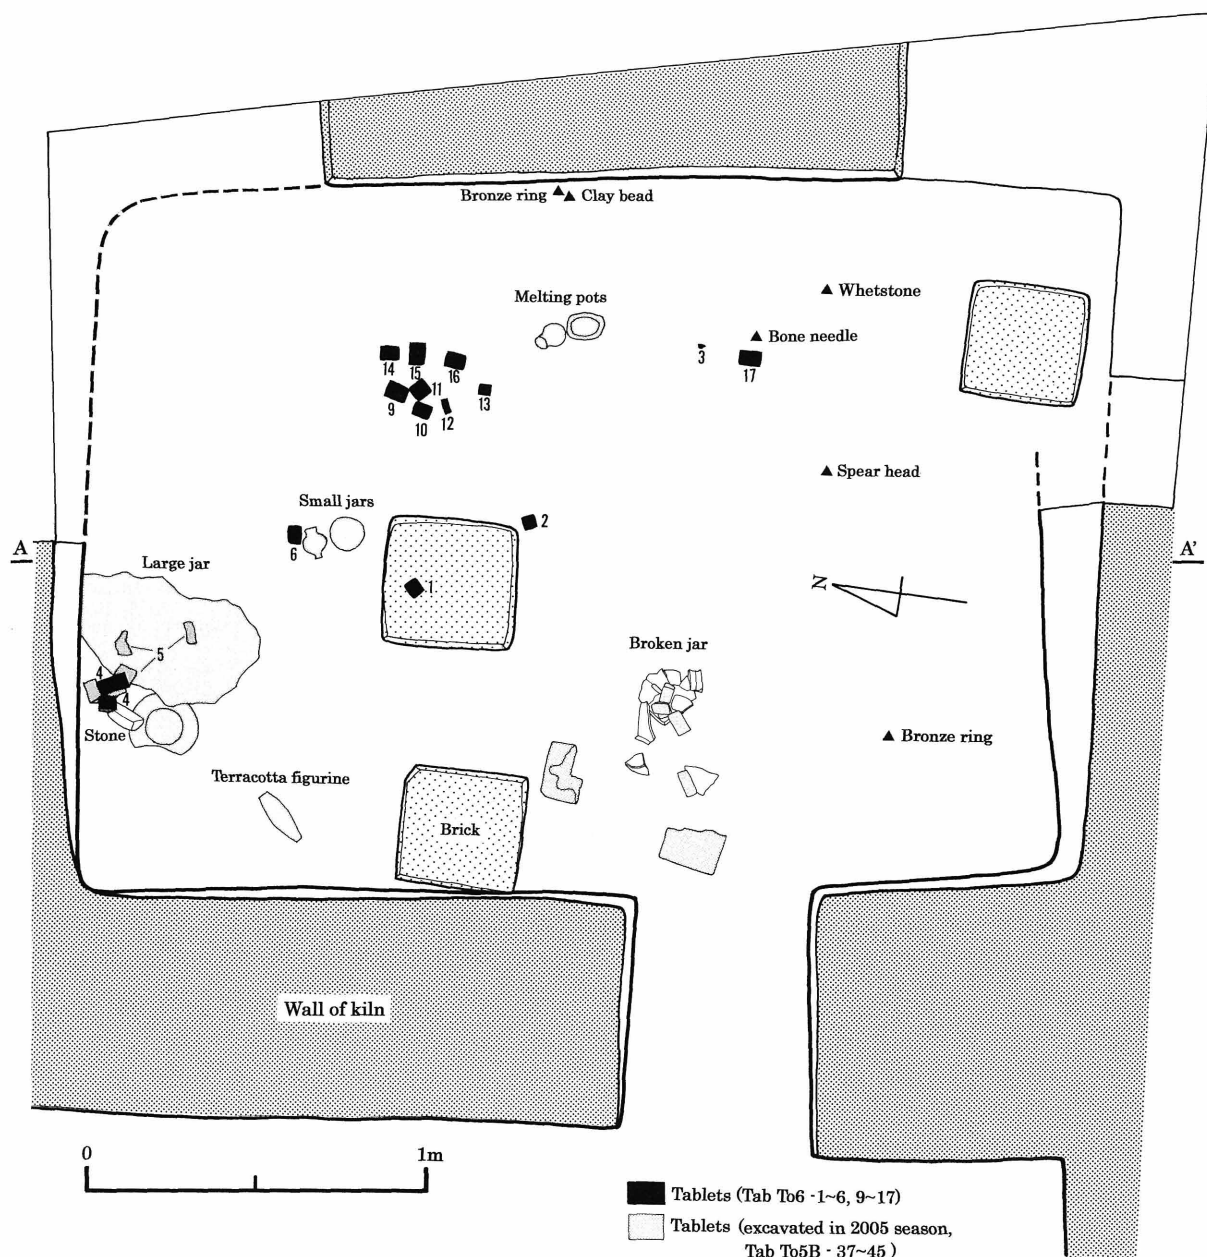 Bronze ring
Clay bead
Melting pots
Whetstone
Bone needle
3
17
14
15
16
11
13
9
10
12
Spear head
Small jars
6
2
A
A'
Large jar
1
N
5
Broken jar
4
4
Stone
Bronze ring
Terracotta figurine
Brick
Wall of kiln
0
1m
Tablets (Tab To6 -1~6, 9~17)
Tablets (excavated in 2005 season,
Tab To5B - 37~45 )